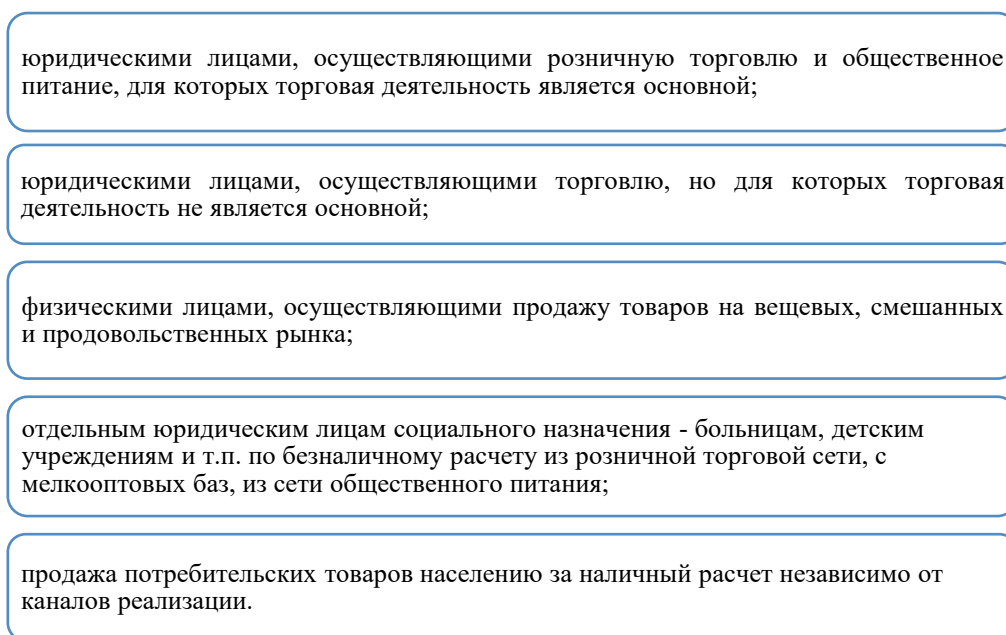 юридическими лицами, осуществляющими розничную торговлю и общественное
питание, для которых торговая деятельность является основной;
юридическими лицами, осуществляющими торговлю, но для которых торговая
деятельность не является основной;
физическими лицами, осуществляющими продажу товаров на вещевых, смешанных
и продовольственных рынка;
отдельным юридическим лицам социального назначения - больницам, детским
учреждениям и т.п. по безналичному расчету из розничной торговой сети, с
мелкооптовых баз, из сети общественного питания;
продажа потребительских товаров населению за наличный расчет независимо от
каналов реализации.